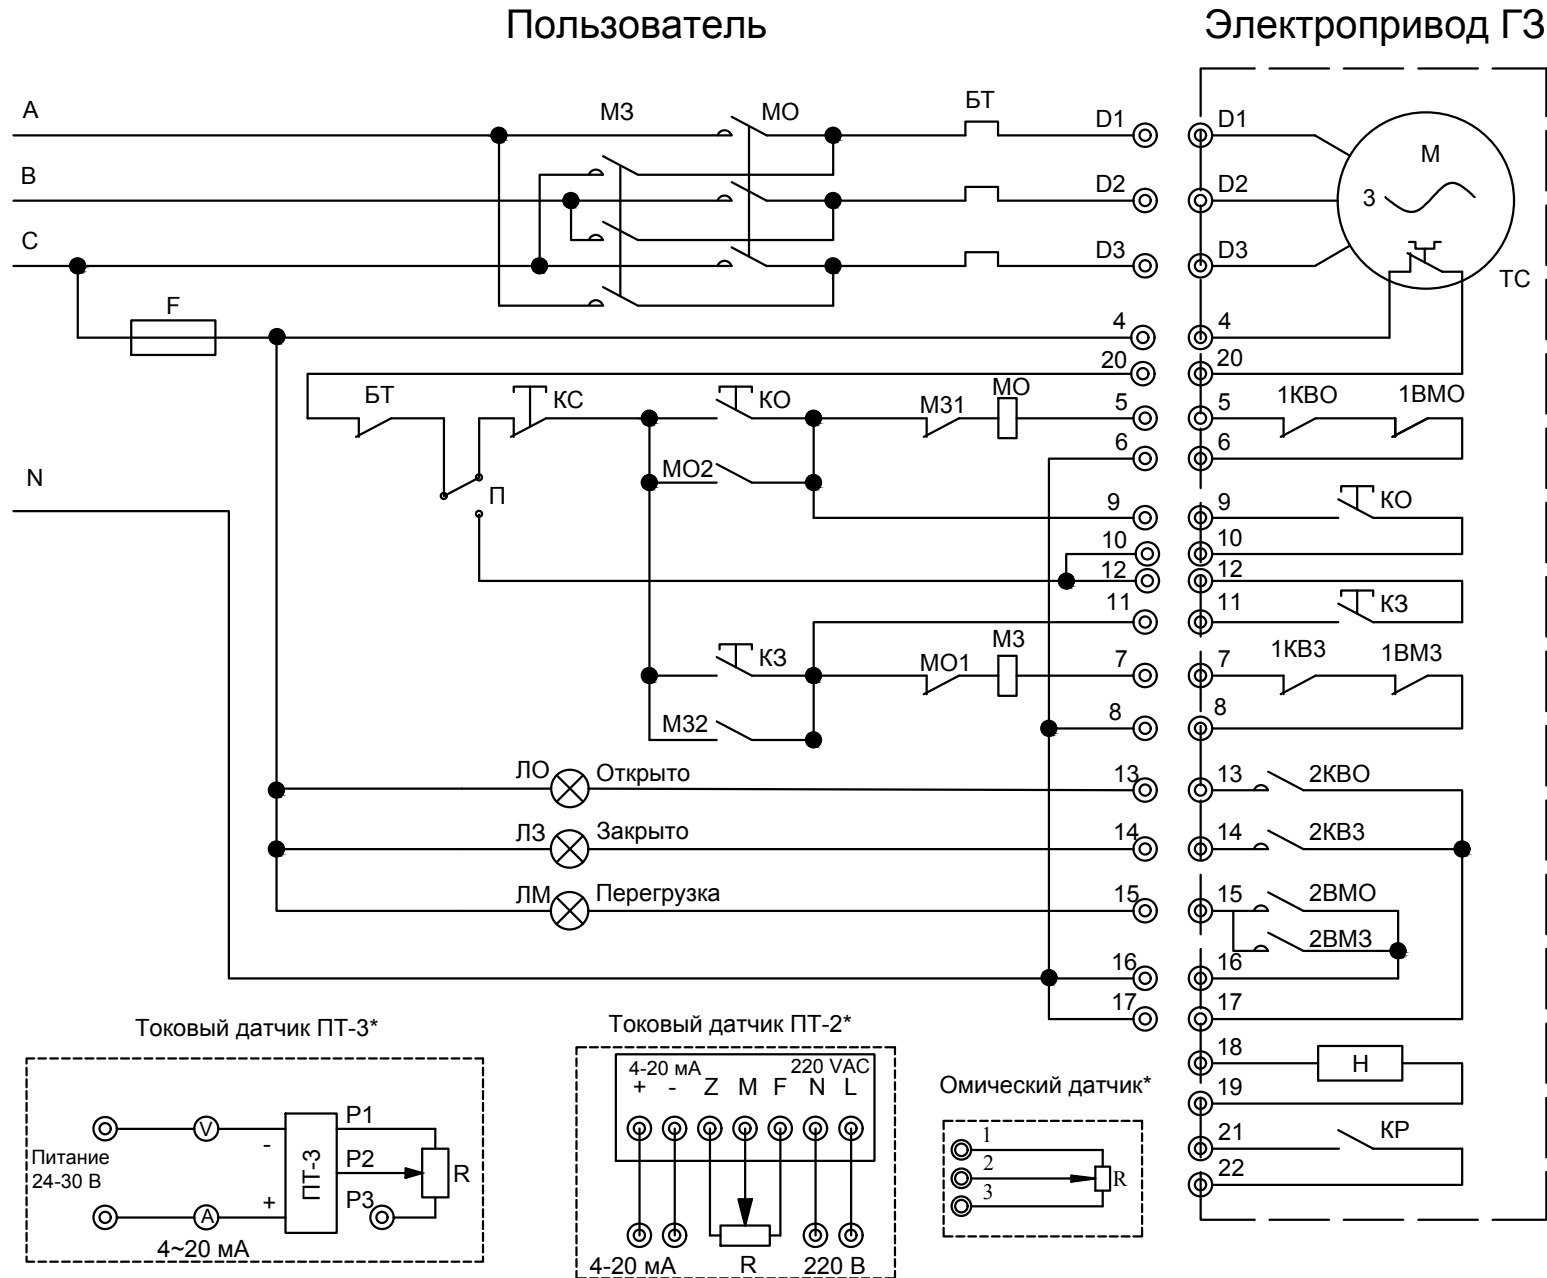 Пользователь
Электропривод ГЗ
A
МЗ
МО
БТ
D1
D1
B
D2
D2
C
D3
D3
М
3
ТС
F
4
4
20
20
БТ
КС
КО
МЗ1
МО
5
5
1КВО
1ВМО
6
6
N
МО2
П
9
9
КО
10
10
12
12
11
11
КЗ
КЗ
МО1
МЗ
7
7
1КВЗ
1ВМЗ
МЗ2
8
8
ЛО
Открыто
13
13
2КВО
ЛЗ
Закрыто
14
14
2КВЗ
ЛМ
Перегрузка
15
15
2ВМО
2ВМЗ
16
16
17
17
18
Н
19
21
КР
22
Токовый датчик ПТ-3*
Питание
24-30 В
V
A
-
+
ПТ-3
P1
P2
P3
R
4~20 мА
Токовый датчик ПТ-2*
4-20 мА
220 VAC
+ - Z M F N L
4-20 мА
R
220 В
Омический датчик*
1
2
3
R